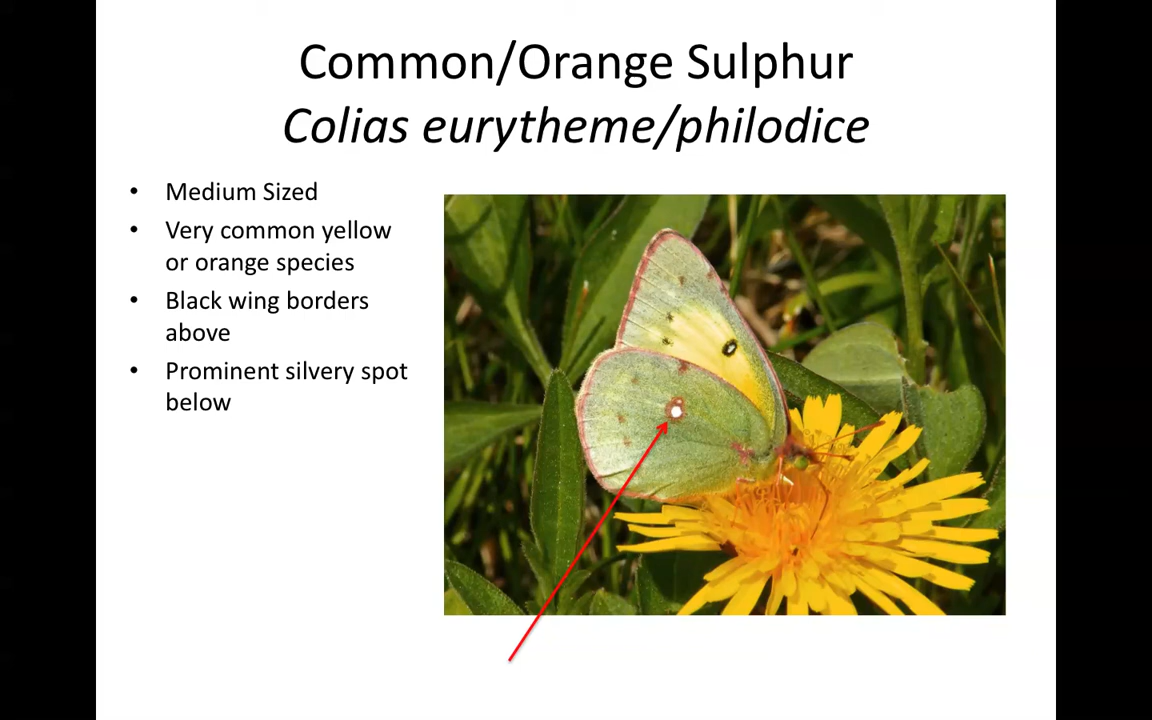 Common/Orange Sulphur
Colias eurytheme/philodice
• Medium Sized
• Very common yellow
or orange species
• Black wing borders
above
• Prominent silvery spot
below